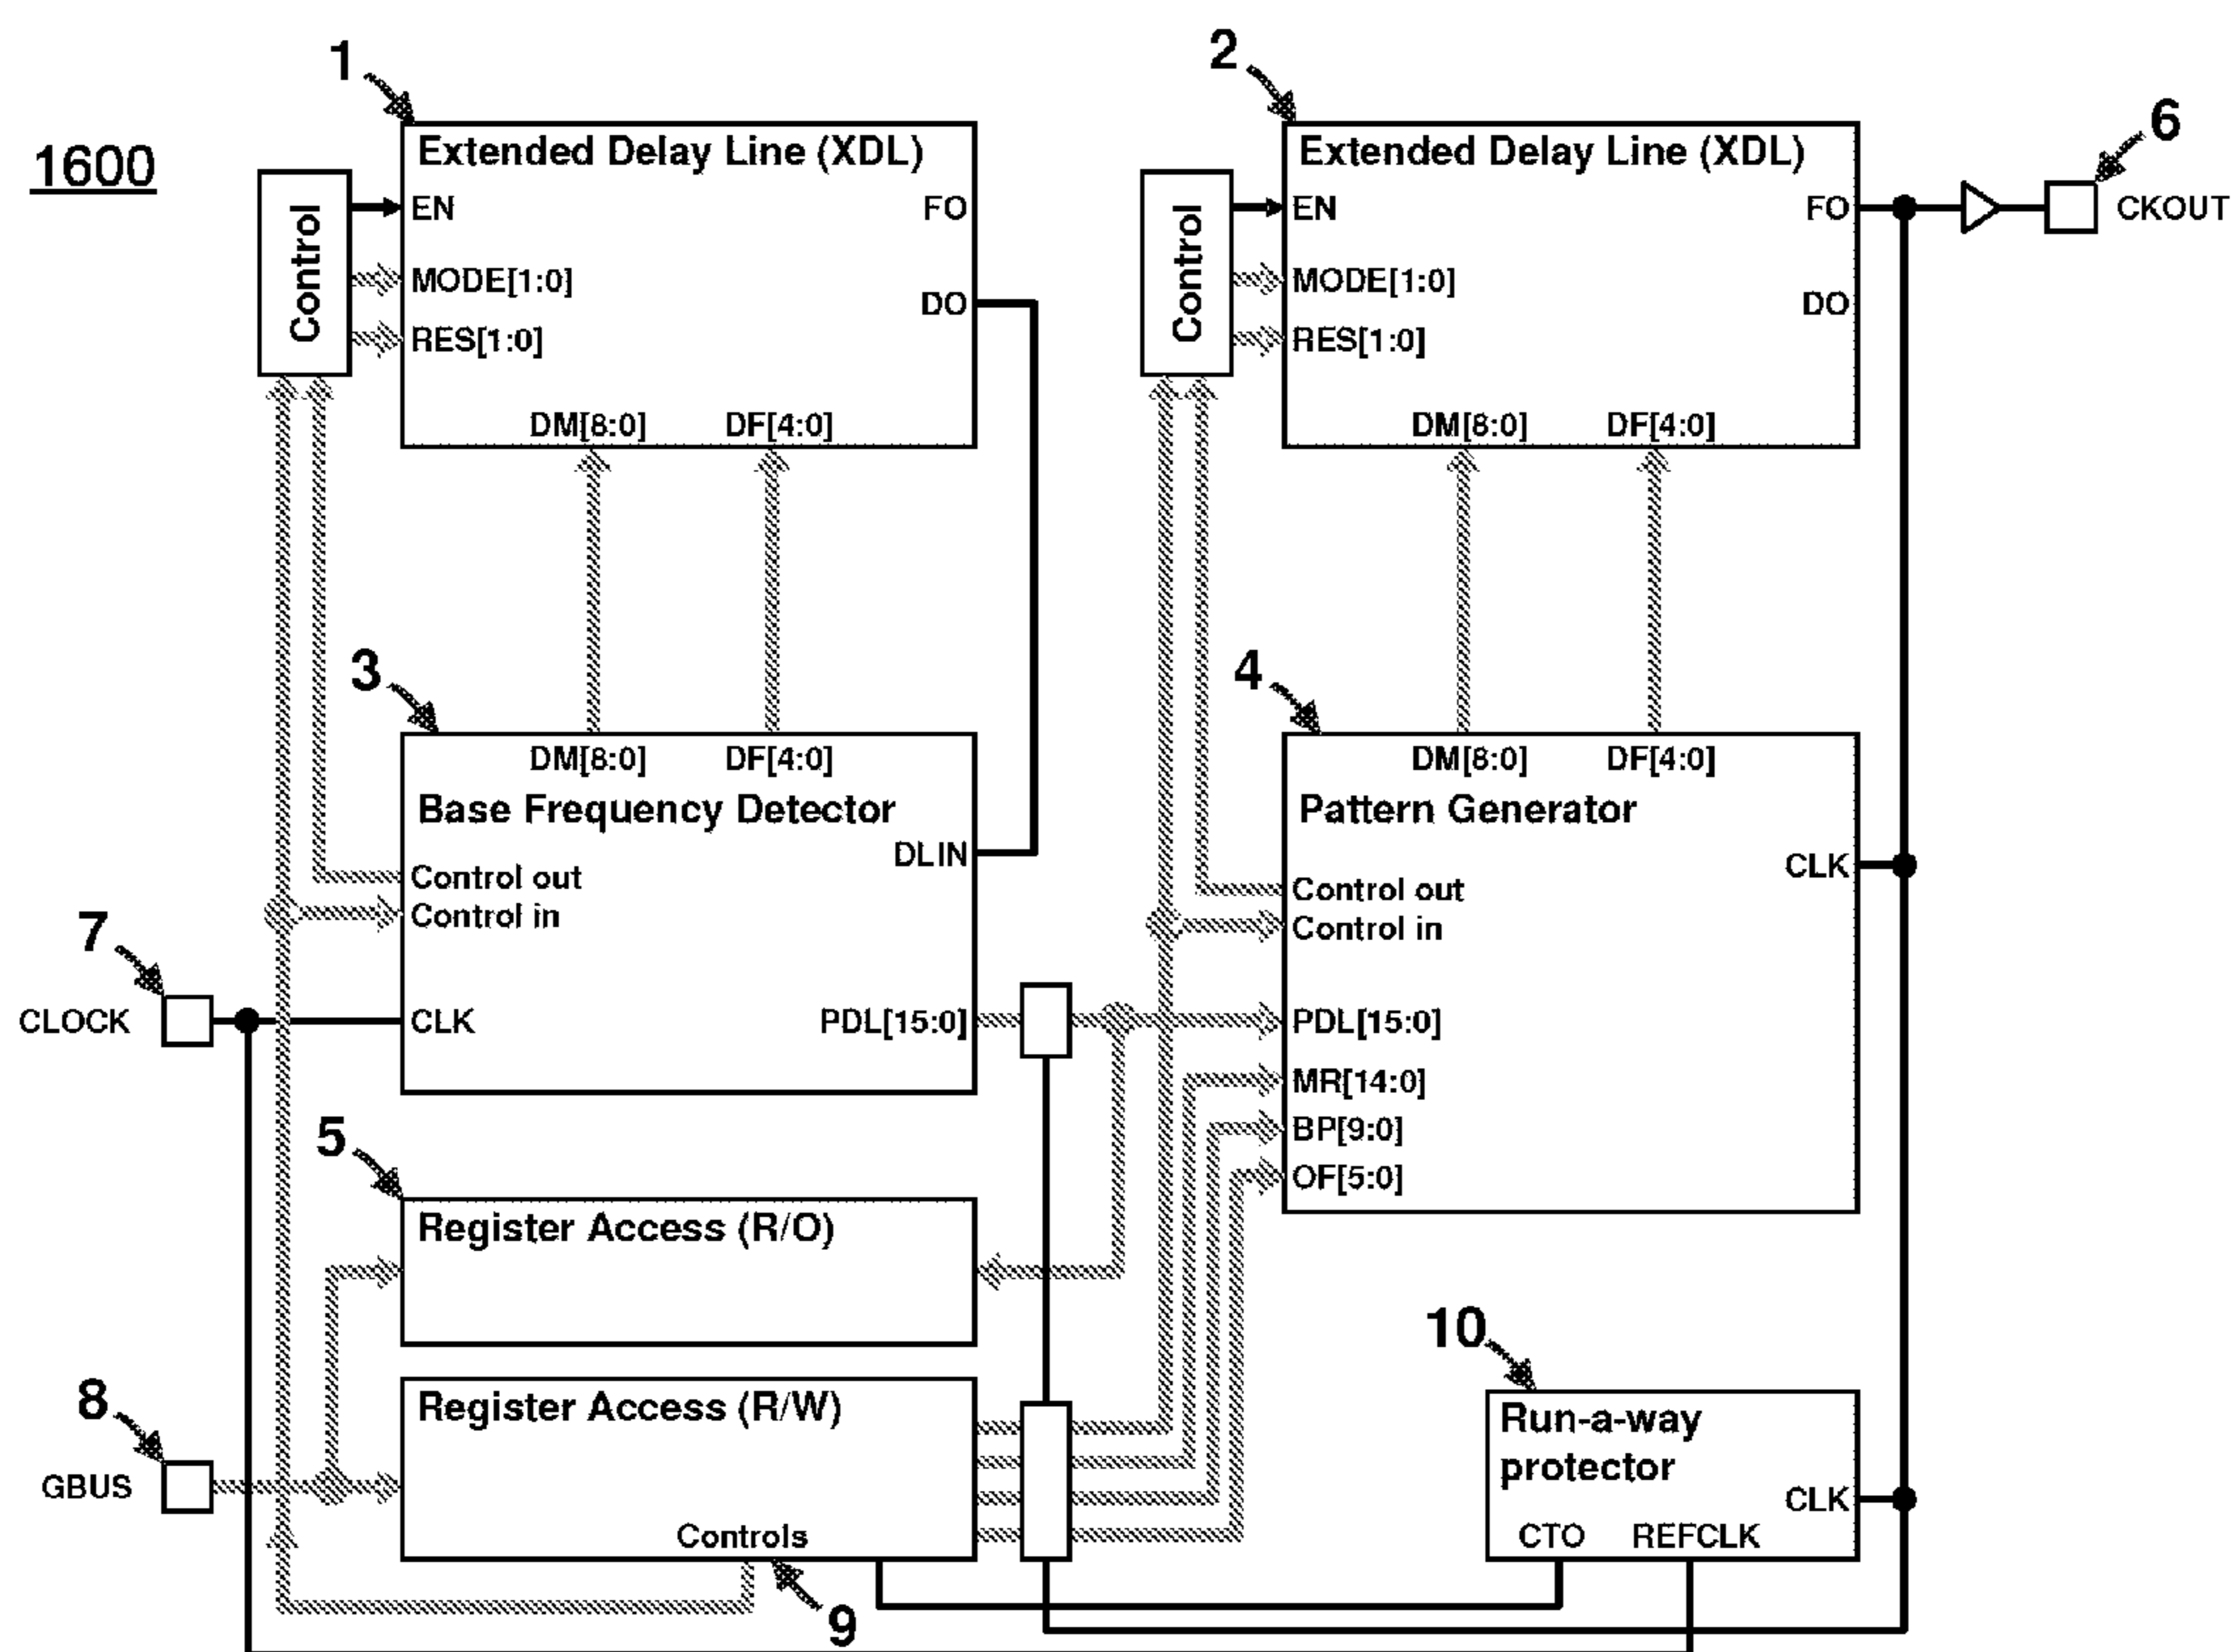 1
2
1600
6
Extended Delay Line (XDL)
Control
EN
FO
MODE[1:0]
DO
RES[1:0]
DM[8:0]
DF[4:0]
Extended Delay Line (XDL)
Control
EN
FO
MODE[1:0]
DO
RES[1:0]
DM[8:0]
DF[4:0]
CKOUT
3
DM[8:0]
DF[4:0]
Base Frequency Detector
DLIN
Control out
Control in
CLK
PDL[15:0]
4
DM[8:0]
DF[4:0]
Pattern Generator
CLK
Control out
Control in
PDL[15:0]
MR[14:0]
BP[9:0]
OF[5:0]
7
CLOCK
5
Register Access (R/O)
8
GBUS
Register Access (R/W)
Controls
9
10
Run-a-way
protector
CLK
CTO
REFCLK